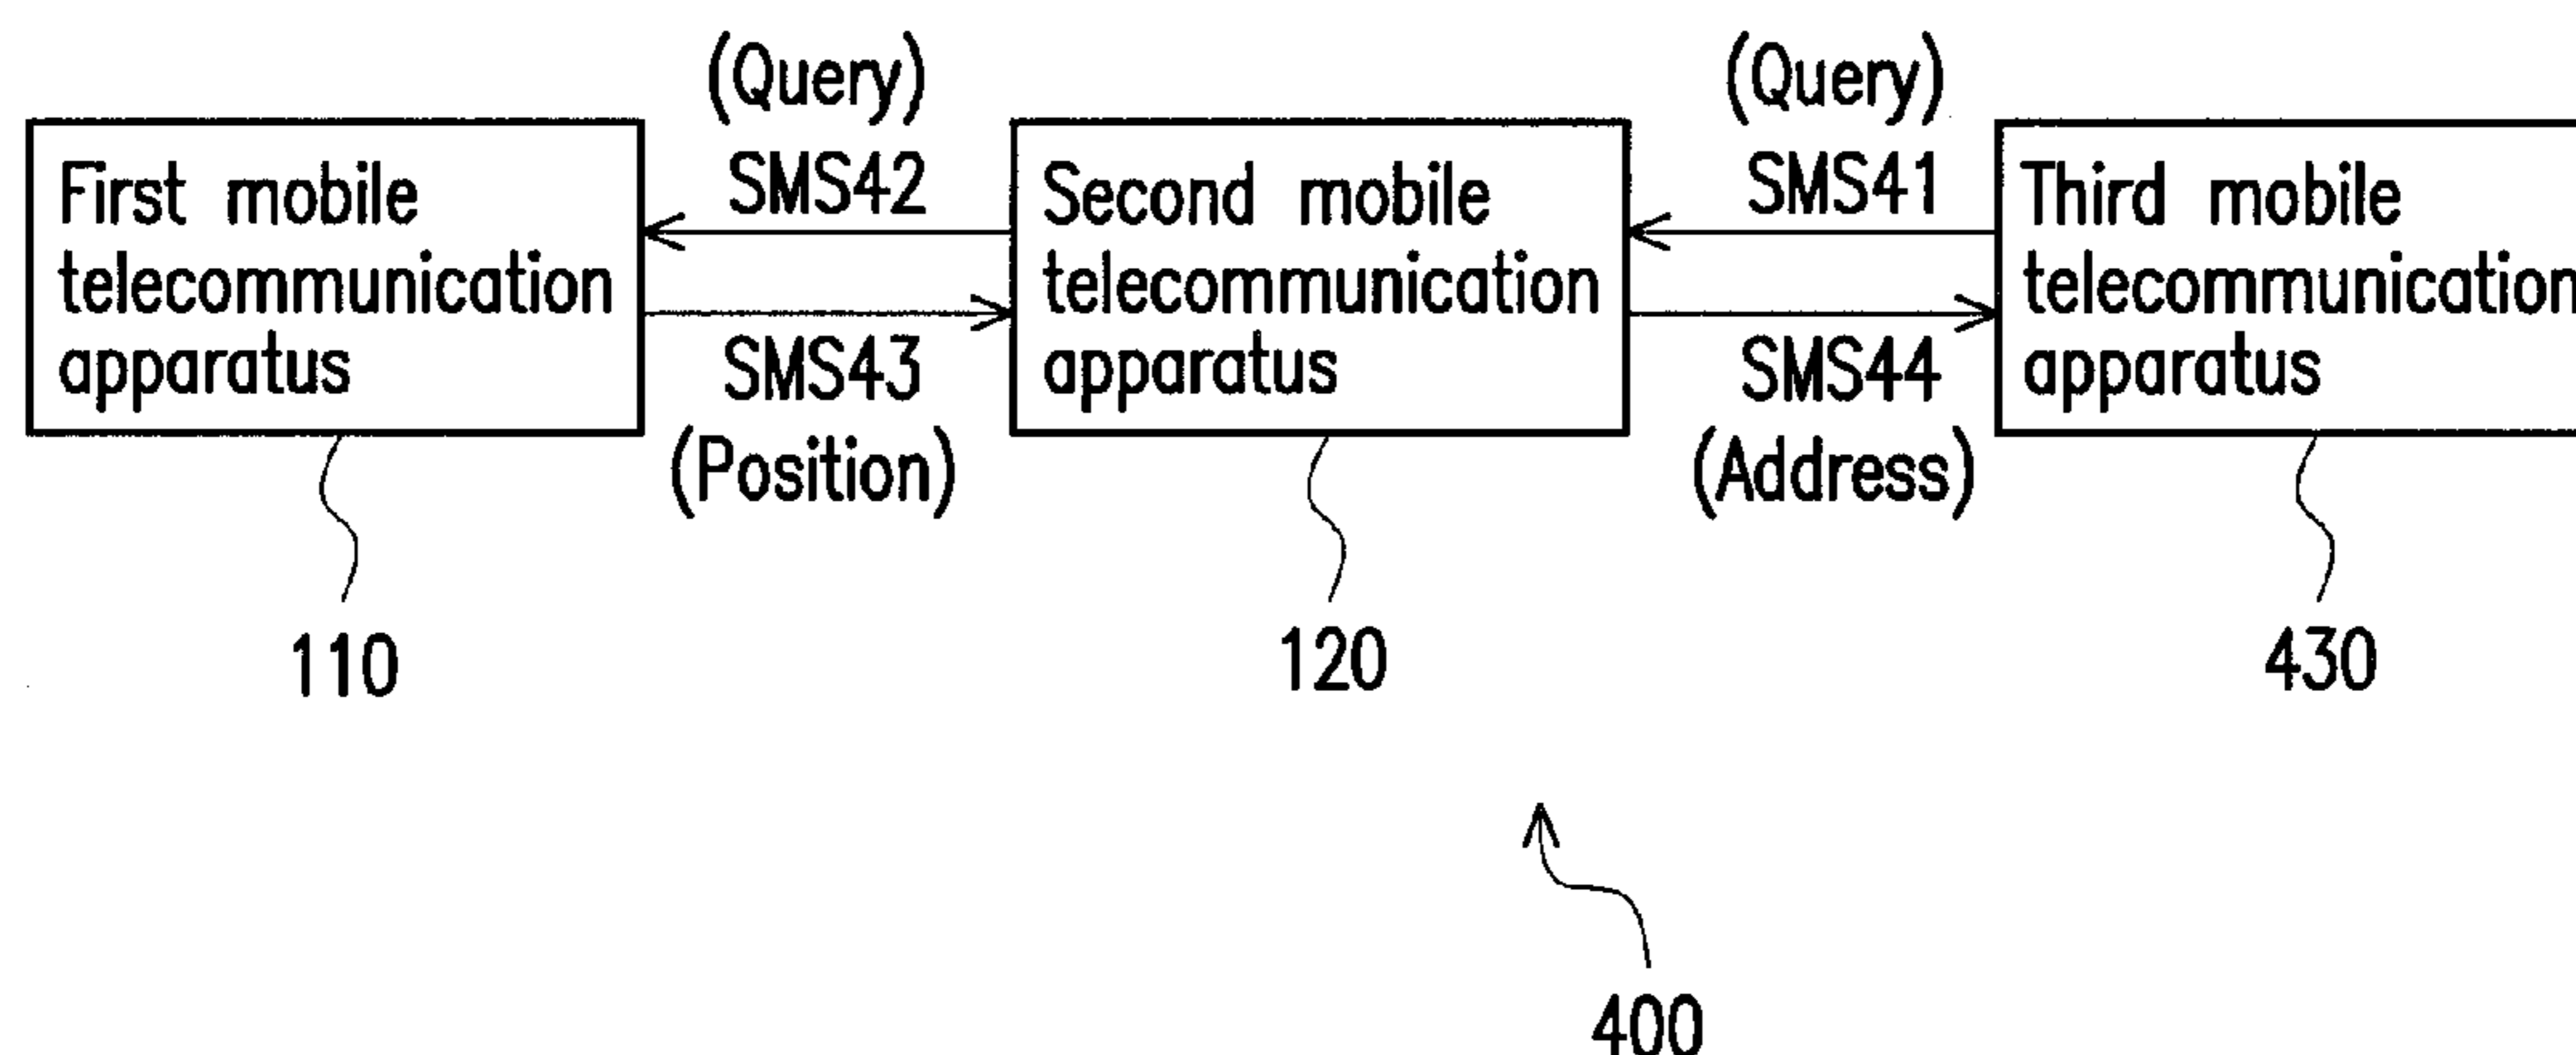 (Query)
SMS42
(Query)
SMS41
First mobile
telecommunication
apparatus
Second mobile
telecommunication
apparatus
Third mobile
telecommunication
apparatus
SMS43
(Position)
SMS44
(Address)
110
120
430
400